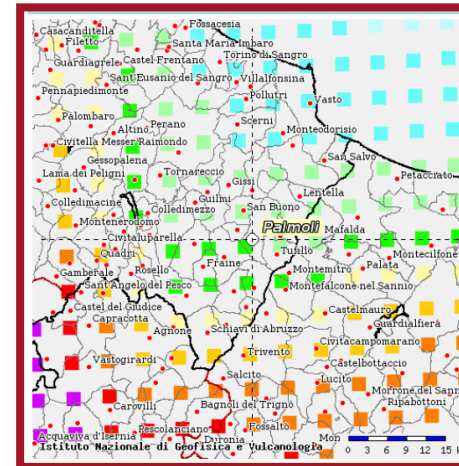 Fossacesia
Casacanditella
Filetto
Santa Maria Imbaro
Castel Frentano
Torino di Sangro
Guardiagrele
Sant'Eusanio del Sangro
Villalfonsina
Pennapiedimonte
Pollutri
Vasto
Palombaro
Perano
Scerni
Altino
Monteodorisio
Civitella Messer Raimondo
Gessopalena
San Salvo
Lama dei Peligni
Tornareccio
Gissi
Petacciato
Lentella
Colledimacine
Guilmi
Colledimezzo
San Buono
Montenerodomo
Palmoli
Mafalda
Civitaluparella
Quadri
Tufillo
Montecilfone
Rosello
Fraine
Palata
Gamberale
Montemitro
Sant'Angelo del Pesco
Montefalcone nel Sannio
Castel del Giudice
Castelmauro
Capracotta
Guardialfiera
Agnone
Schiavi di Abruzzo
Civitacampomarano
Trivento
Vastogirardi
Castelbottaccio
Salcito
Lucito
Morrone del Sann
Carovilli
Bagnoli del Trigno
Ripabottoni
Pescolanciano
Fossalto
Acquaviva d'Isernia
Duronia
Mon
Istituto Nazionale di Geofisica e Vulcanologia
0 3 6 9 12 15